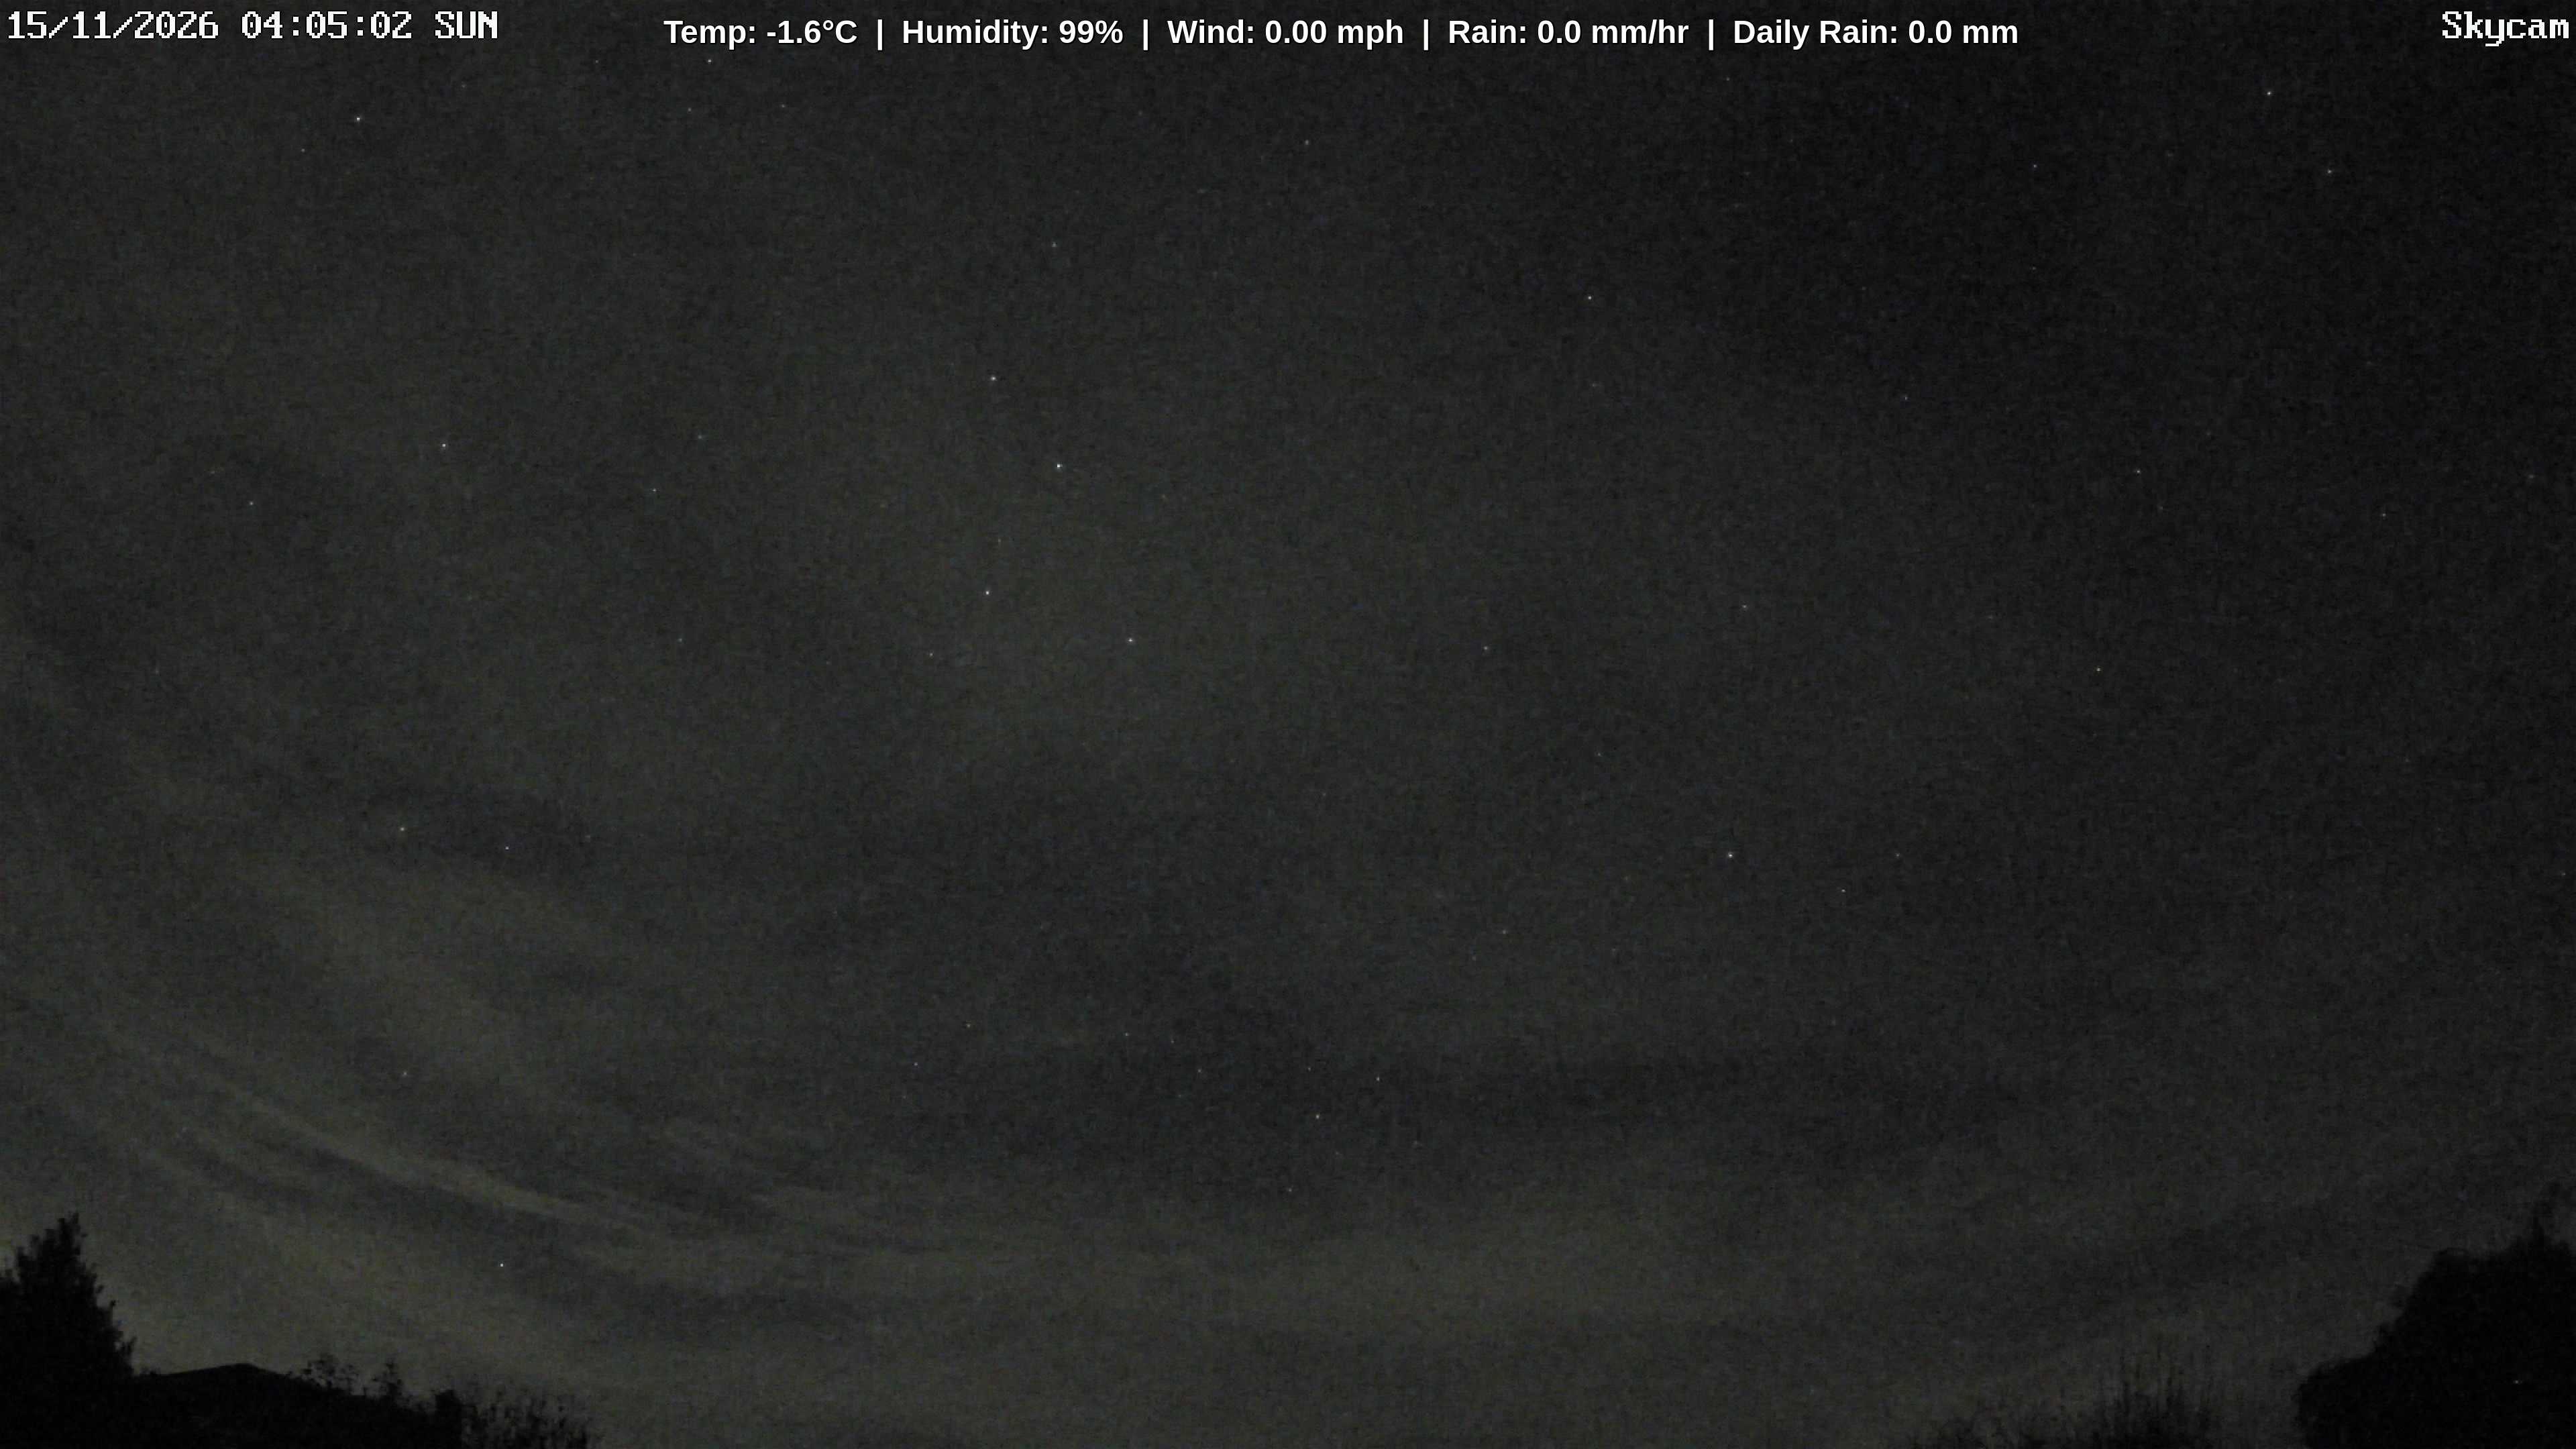 15/11/2026 04:05:02 SUN
Temp: -1.6°C | Humidity: 99% | Wind: 0.00 mph | Rain: 0.0 mm/hr | Daily Rain: 0.0 mm
Skycam